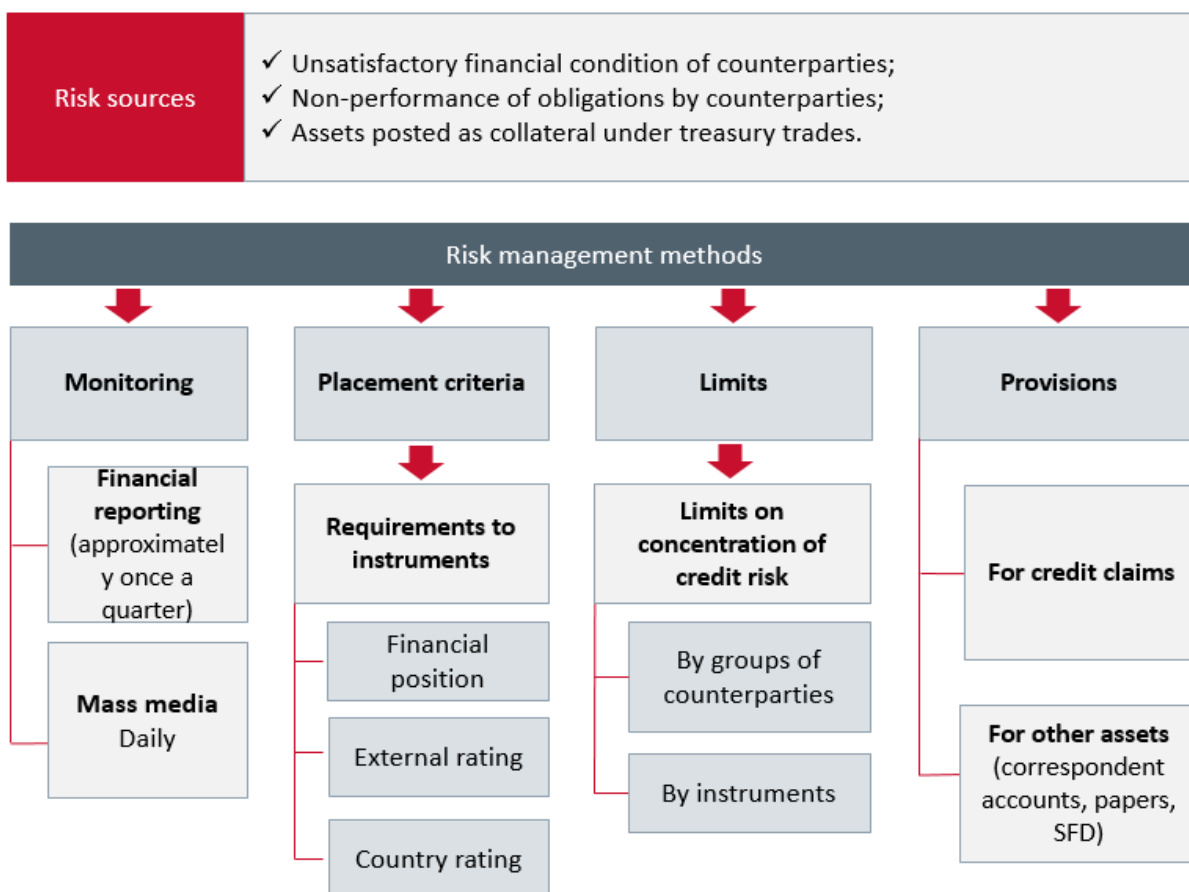 Risk sources
✓ Unsatisfactory financial condition of counterparties;
✓ Non-performance of obligations by counterparties;
✓ Assets posted as collateral under treasury trades.
Risk management methods
Monitoring
Financial
reporting
(approximatel
y once a
quarter)
Mass media
Daily
Placement criteria
Requirements to
instruments
Financial
position
External rating
Country rating
Limits
Limits on
concentration of
credit risk
By groups of
counterparties
By instruments
Provisions
For credit claims
For other assets
(correspondent
accounts, papers,
SFD)